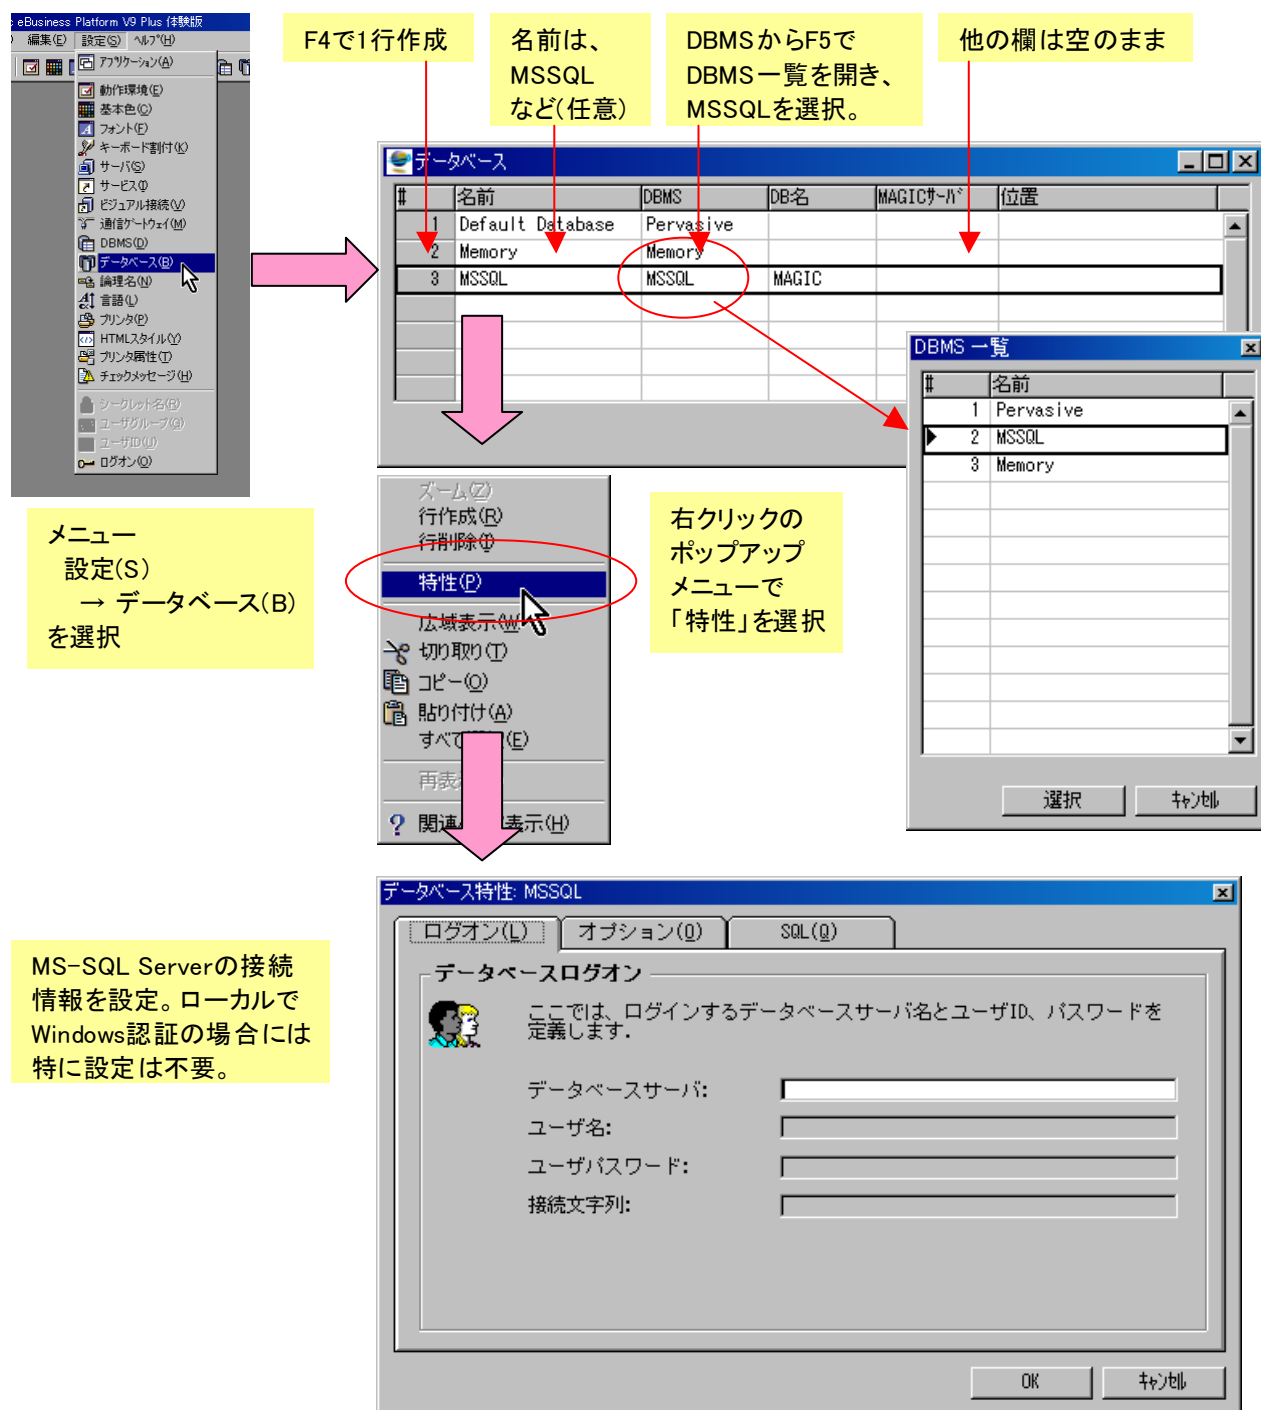 eBusiness Platform V9 Plus 体験版
編集(E) 設定(S) ﾍﾙﾌﾟ(H)
ｱﾌﾟﾘｹｰｼｮﾝ(A)
動作環境(E)
基本色(C)
フォント(F)
キーボード割付(K)
サーバ(S)
サービス(I)
ビジュアル接続(V)
通信ゲートウェイ(M)
DBMS(D)
データベース(B)
論理名(N)
言語(L)
プリンタ(P)
HTMLスタイル(Y)
プリンタ属性(T)
チェックメッセージ(H)
シークレット名(R)
ユーザグループ(G)
ユーザID(U)
ログオン(O)
F4で1行作成
名前は、
MSSQL
など(任意)
DBMSからF5で
DBMS一覧を開き、
MSSQLを選択。
他の欄は空のまま
データベース
# 名前 DBMS DB名 MAGICｻｰﾊﾞ 位置
1 Default Database Pervasive
2 Memory Memory
3 MSSQL MSSQL MAGIC
DBMS 一覧
# 名前
1 Pervasive
2 MSSQL
3 Memory
選択 ｷｬﾝｾﾙ
メニュー
設定(S)
→ データベース(B)
を選択
ズーム(Z)
行作成(R)
行削除(I)
特性(P)
広域表示(W)
切り取り(T)
コピー(O)
貼り付け(A)
すべて (E)
再表
関連 表示(H)
右クリックの
ポップアップ
メニューで
「特性」を選択
MS-SQL Serverの接続
情報を設定。ローカルで
Windows認証の場合には
特に設定は不要。
データベース特性: MSSQL
ログオン(L) オプション(O) SQL(Q)
データベースログオン
ここでは、ログインするデータベースサーバ名とユーザID、パスワードを
定義します.
データベースサーバ:
ユーザ名:
ユーザパスワード:
接続文字列:
OK ｷｬﾝｾﾙ